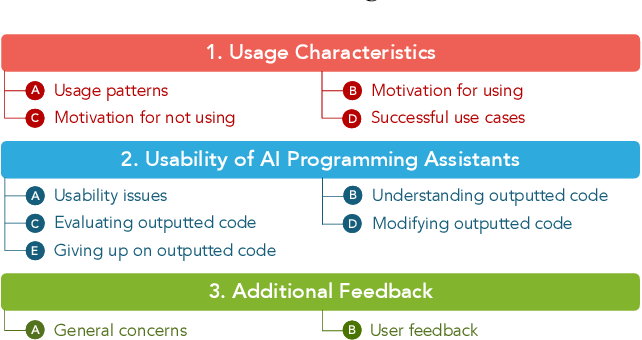 1. Usage Characteristics
A Usage patterns
B Motivation for using
C Motivation for not using
D Successful use cases
2. Usability of AI Programming Assistants
A Usability issues
B Understanding outputted code
C Evaluating outputted code
D Modifying outputted code
E Giving up on outputted code
3. Additional Feedback
A General concerns
B User feedback